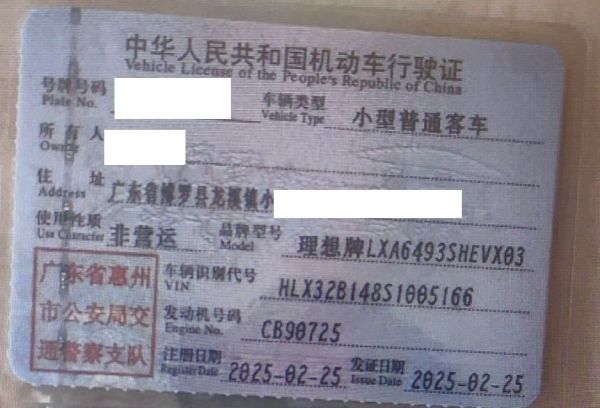 中华人民共和国机动车行驶证
Vehicle License of the People's Republic of China
号牌号码
Plate No.
车辆类型 小型普通客车
Vehicle Type
所有人
Owner
住址 广东省博罗县龙溪镇小
Address
使用性质 非营运
Use Character
品牌型号 理想牌LXA6493SHEVX03
Model
广东省惠州
市公安局交
通警察支队
车辆识别代号 HLX32B148S1005166
VIN
发动机号码 CB90725
Engine No.
注册日期 2025-02-25
Register Date
发证日期 2025-02-25
Issue Date